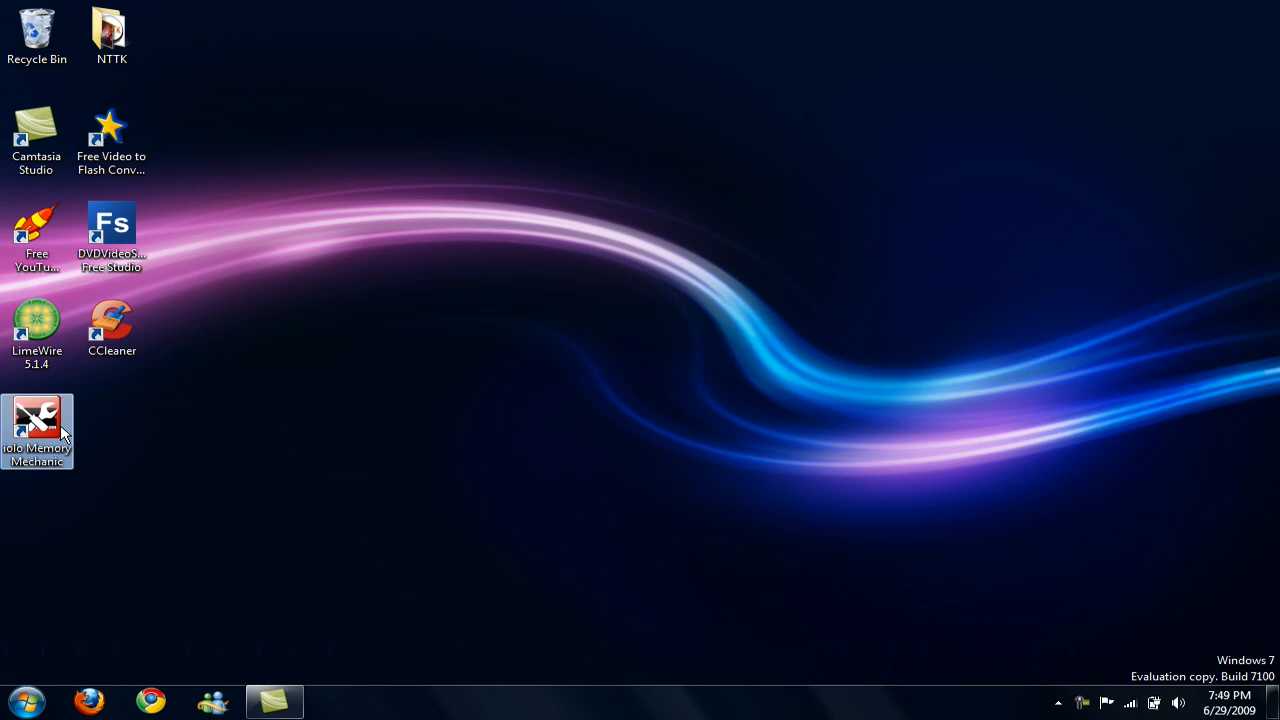 Recycle Bin
NTTK
Camtasia
Studio
Free Video to
Flash Conv...
Free
YouTu...
Fs
DVDVideoS...
Free Studio
LimeWire
5.1.4
CCleaner
iolo Memory
Mechanic
Windows 7
Evaluation copy. Build 7100
7:49 PM
6/29/2009